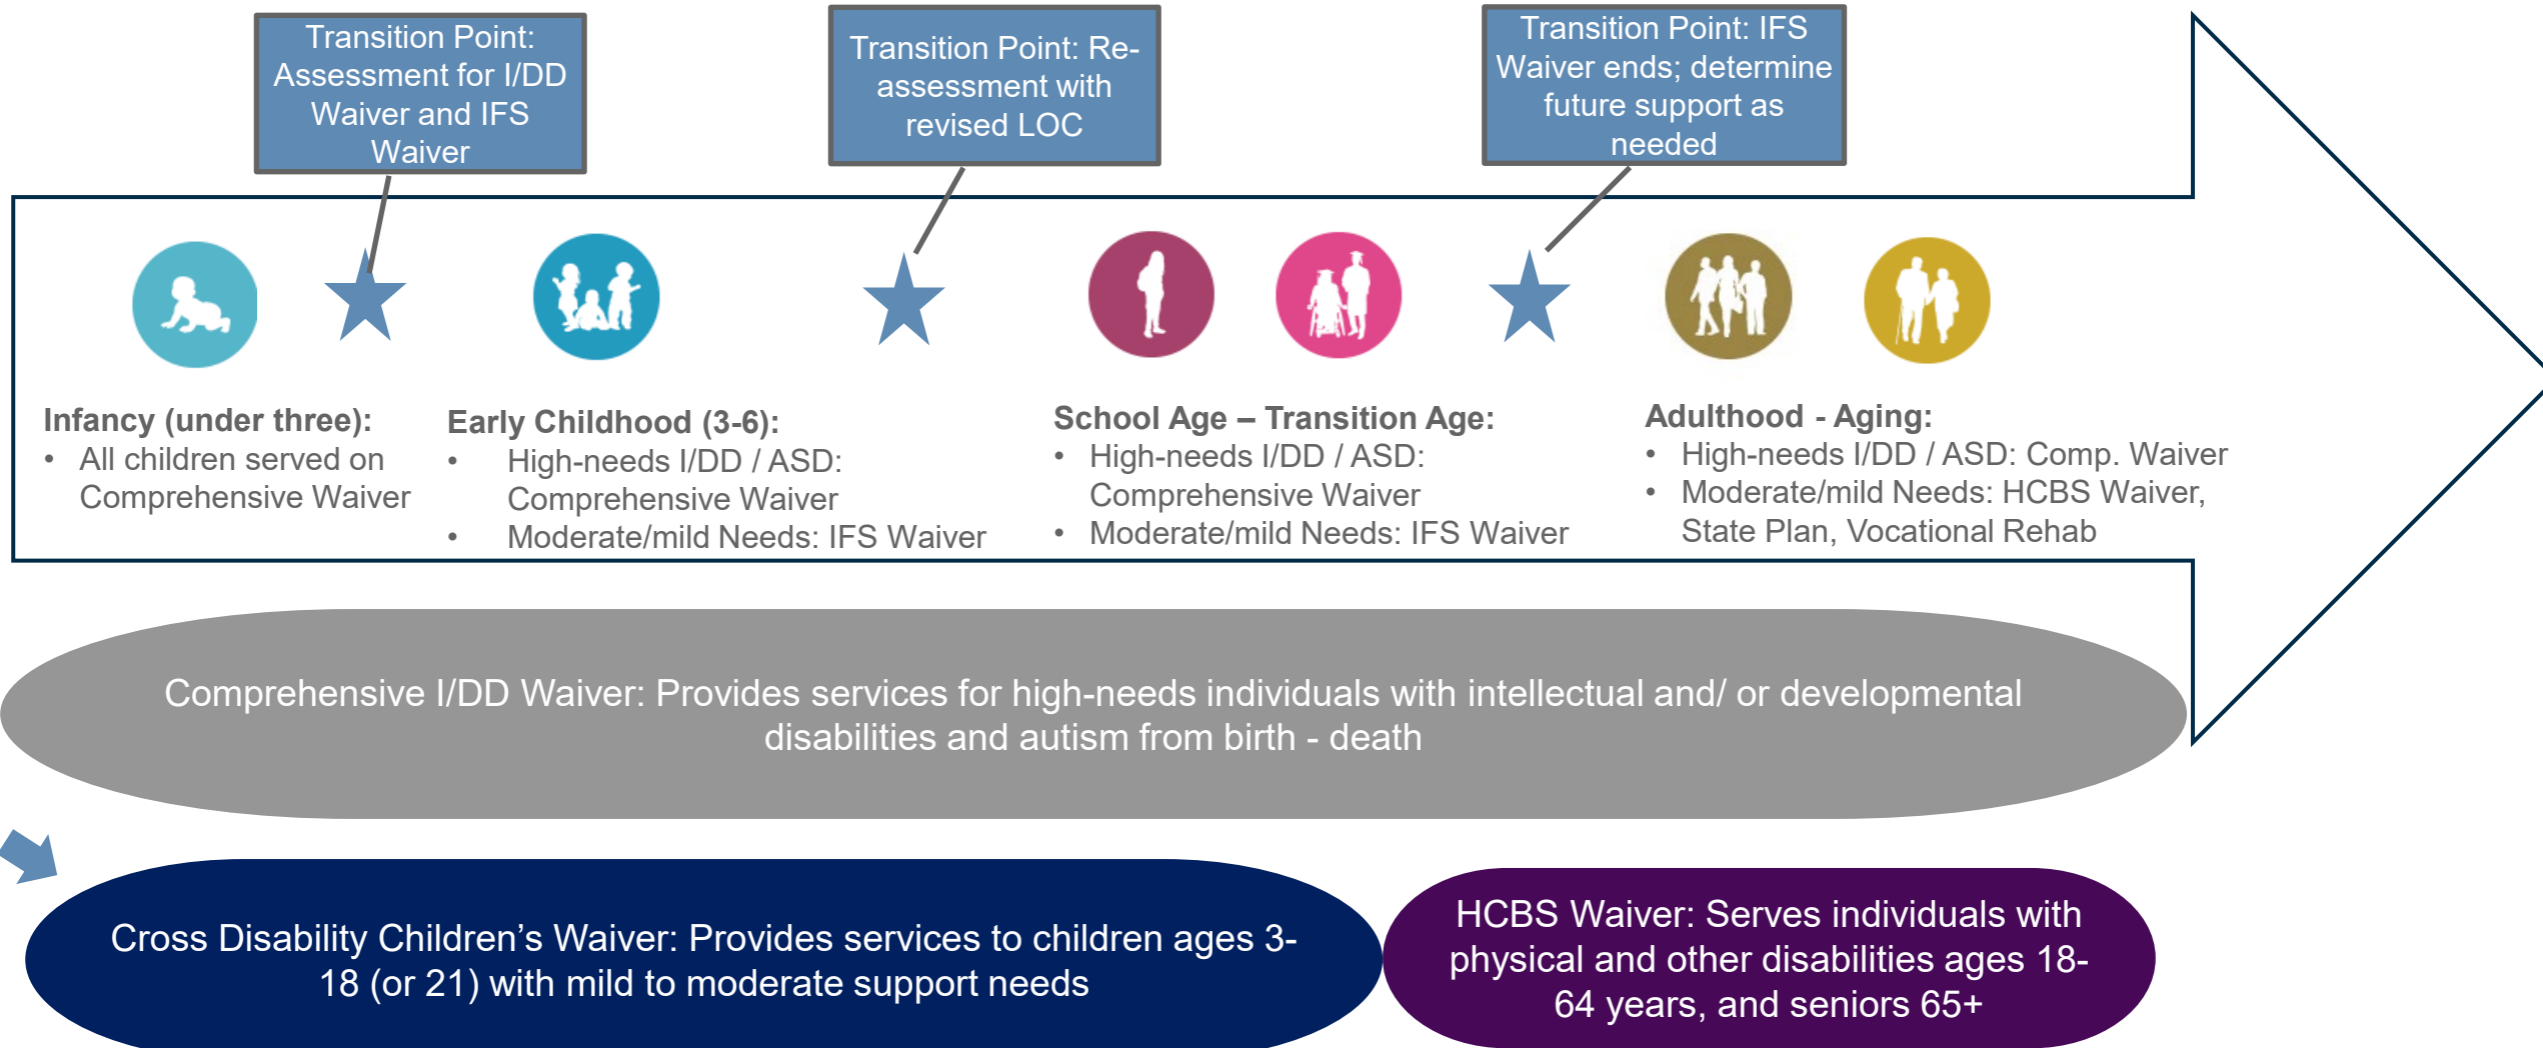 Transition Point:
Assessment for I/DD
Waiver and IFS
Waiver
Transition Point: Re-
assessment with
revised LOC
Transition Point: IFS
Waiver ends; determine
future support as
needed
Infancy (under three):
• All children served on
Comprehensive Waiver
Early Childhood (3-6):
• High-needs I/DD / ASD:
Comprehensive Waiver
• Moderate/mild Needs: IFS Waiver
School Age – Transition Age:
• High-needs I/DD / ASD:
Comprehensive Waiver
• Moderate/mild Needs: IFS Waiver
Adulthood - Aging:
• High-needs I/DD / ASD: Comp. Waiver
• Moderate/mild Needs: HCBS Waiver,
State Plan, Vocational Rehab
Comprehensive I/DD Waiver: Provides services for high-needs individuals with intellectual and/ or developmental
disabilities and autism from birth - death
Cross Disability Children’s Waiver: Provides services to children ages 3-
18 (or 21) with mild to moderate support needs
HCBS Waiver: Serves individuals with
physical and other disabilities ages 18-
64 years, and seniors 65+